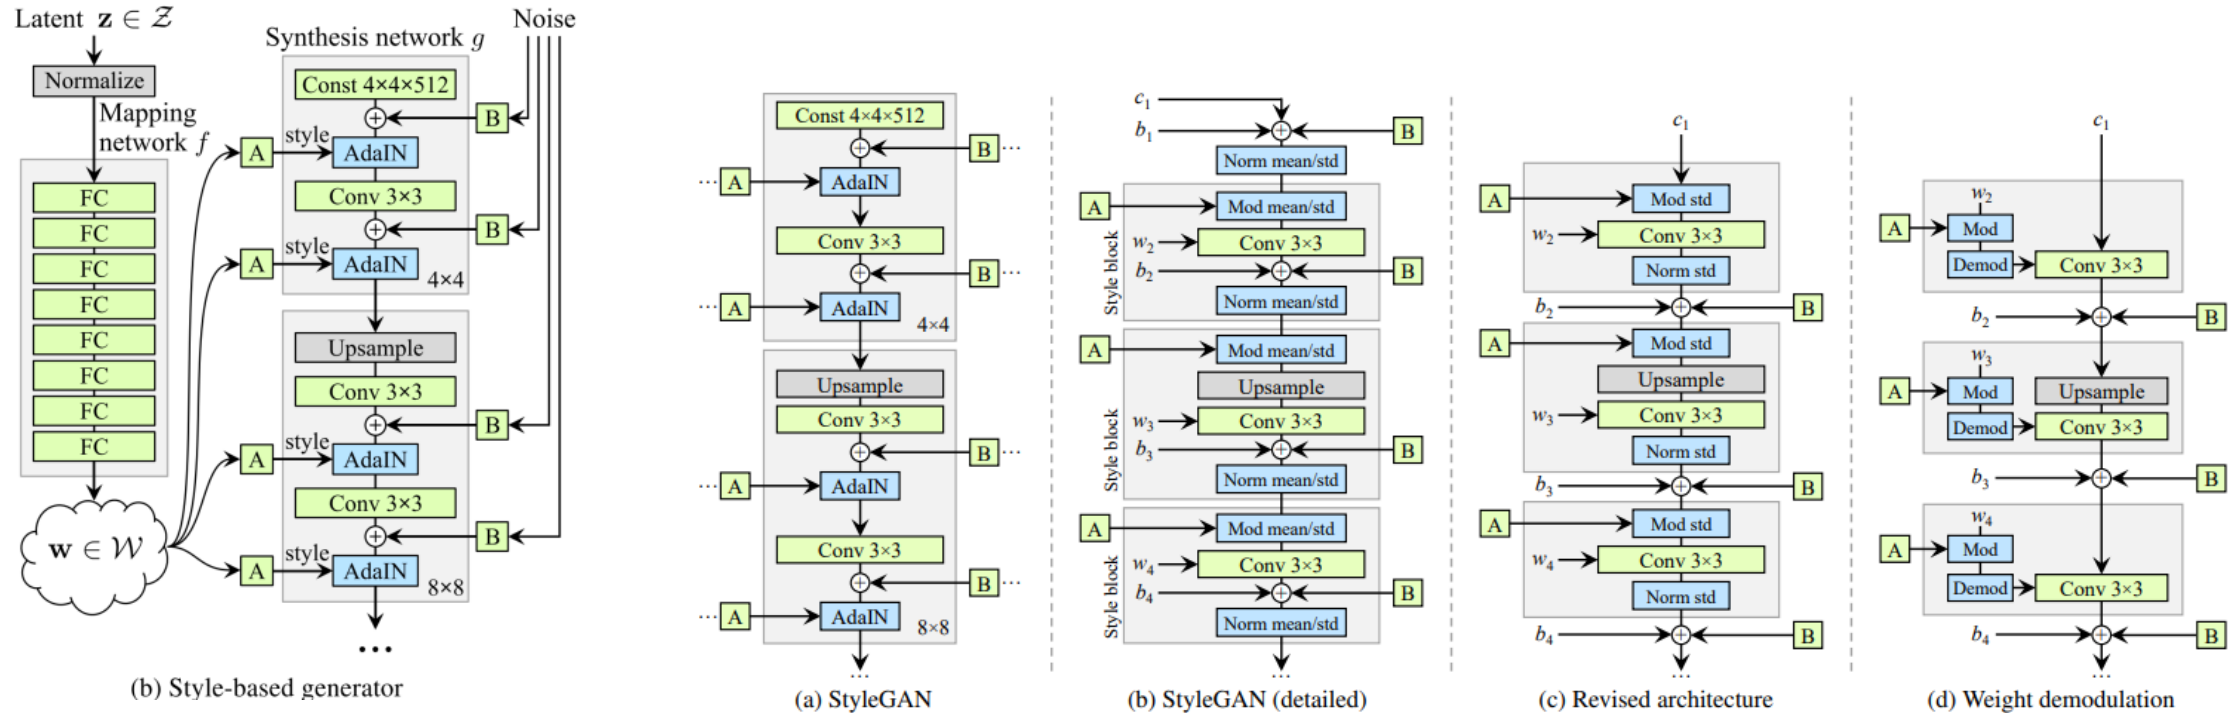 Latent z ∈ Z
Normalize
Mapping
network f
FC
FC
FC
FC
FC
FC
FC
FC
w ∈ W
Noise
Synthesis network g
Const 4×4×512
B
A
style
AdaIN
Conv 3×3
B
A
style
AdaIN
4×4
Upsample
Conv 3×3
B
A
style
AdaIN
Conv 3×3
B
A
style
AdaIN
8×8
...
(b) Style-based generator
Const 4×4×512
B ...
... A
AdaIN
Conv 3×3
B ...
... A
AdaIN
4×4
Upsample
Conv 3×3
B ...
... A
AdaIN
Conv 3×3
B ...
... A
AdaIN
8×8
...
(a) StyleGAN
c1
b1
B
Norm mean/std
Style block
A
Mod mean/std
w2
Conv 3×3
b2
B
Norm mean/std
Style block
A
Mod mean/std
Upsample
w3
Conv 3×3
b3
B
Norm mean/std
Style block
A
Mod mean/std
w4
Conv 3×3
b4
B
Norm mean/std
...
(b) StyleGAN (detailed)
c1
A
Mod std
w2
Conv 3×3
Norm std
b2
B
A
Mod std
Upsample
w3
Conv 3×3
Norm std
b3
B
A
Mod std
w4
Conv 3×3
Norm std
b4
B
...
(c) Revised architecture
c1
w2
A
Mod
Demod
Conv 3×3
b2
B
w3
A
Mod
Upsample
Demod
Conv 3×3
b3
B
w4
A
Mod
Demod
Conv 3×3
b4
B
...
(d) Weight demodulation